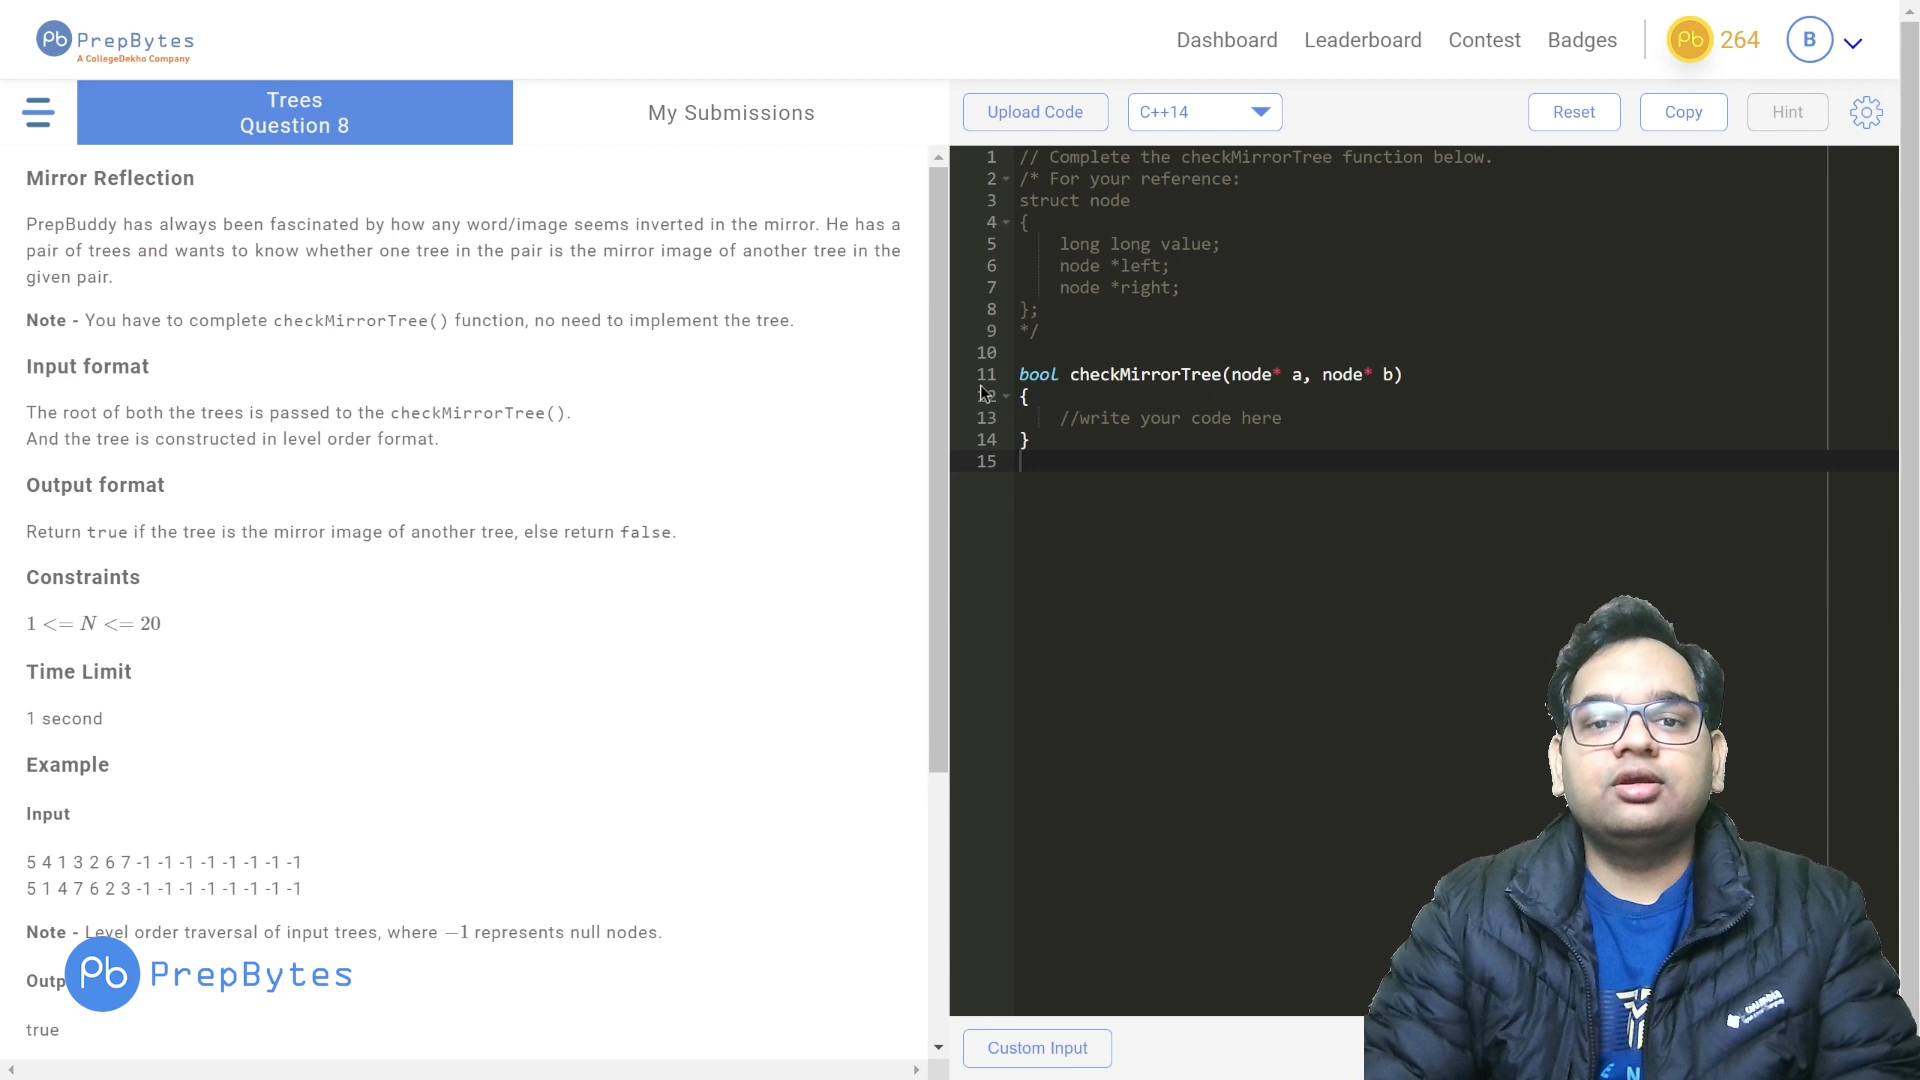 Pb PrepBytes
A CollegeDekho Company
Dashboard Leaderboard Contest Badges Pb 264 B
Trees
Question 8
My Submissions
Upload Code C++14 Reset Copy Hint
Mirror Reflection
PrepBuddy has always been fascinated by how any word/image seems inverted in the mirror. He has a
pair of trees and wants to know whether one tree in the pair is the mirror image of another tree in the
given pair.
Note - You have to complete checkMirrorTree() function, no need to implement the tree.
Input format
The root of both the trees is passed to the checkMirrorTree().
And the tree is constructed in level order format.
Output format
Return true if the tree is the mirror image of another tree, else return false.
Constraints
1 <= N <= 20
Time Limit
1 second
Example
Input
5 4 1 3 2 6 7 -1 -1 -1 -1 -1 -1 -1 -1
5 1 4 7 6 2 3 -1 -1 -1 -1 -1 -1 -1 -1
Note - Level order traversal of input trees, where −1 represents null nodes.
Outp
Pb PrepBytes
true
1 // Complete the checkMirrorTree function below.
2 /* For your reference:
3 struct node
4 {
5 long long value;
6 node *left;
7 node *right;
8 };
9 */
10
11 bool checkMirrorTree(node* a, node* b)
12 {
13 //write your code here
14 }
15
Custom Input
Columbia